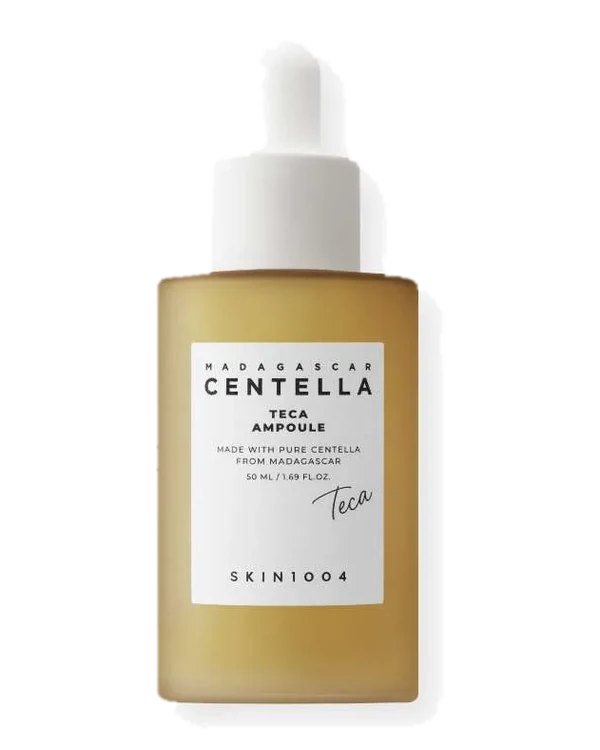 MADAGASCAR
CENTELLA
TECA
AMPOULE
MADE WITH PURE CENTELLA
FROM MADAGASCAR
50 ML / 1.69 FL.OZ.
Teca
SKIN1004